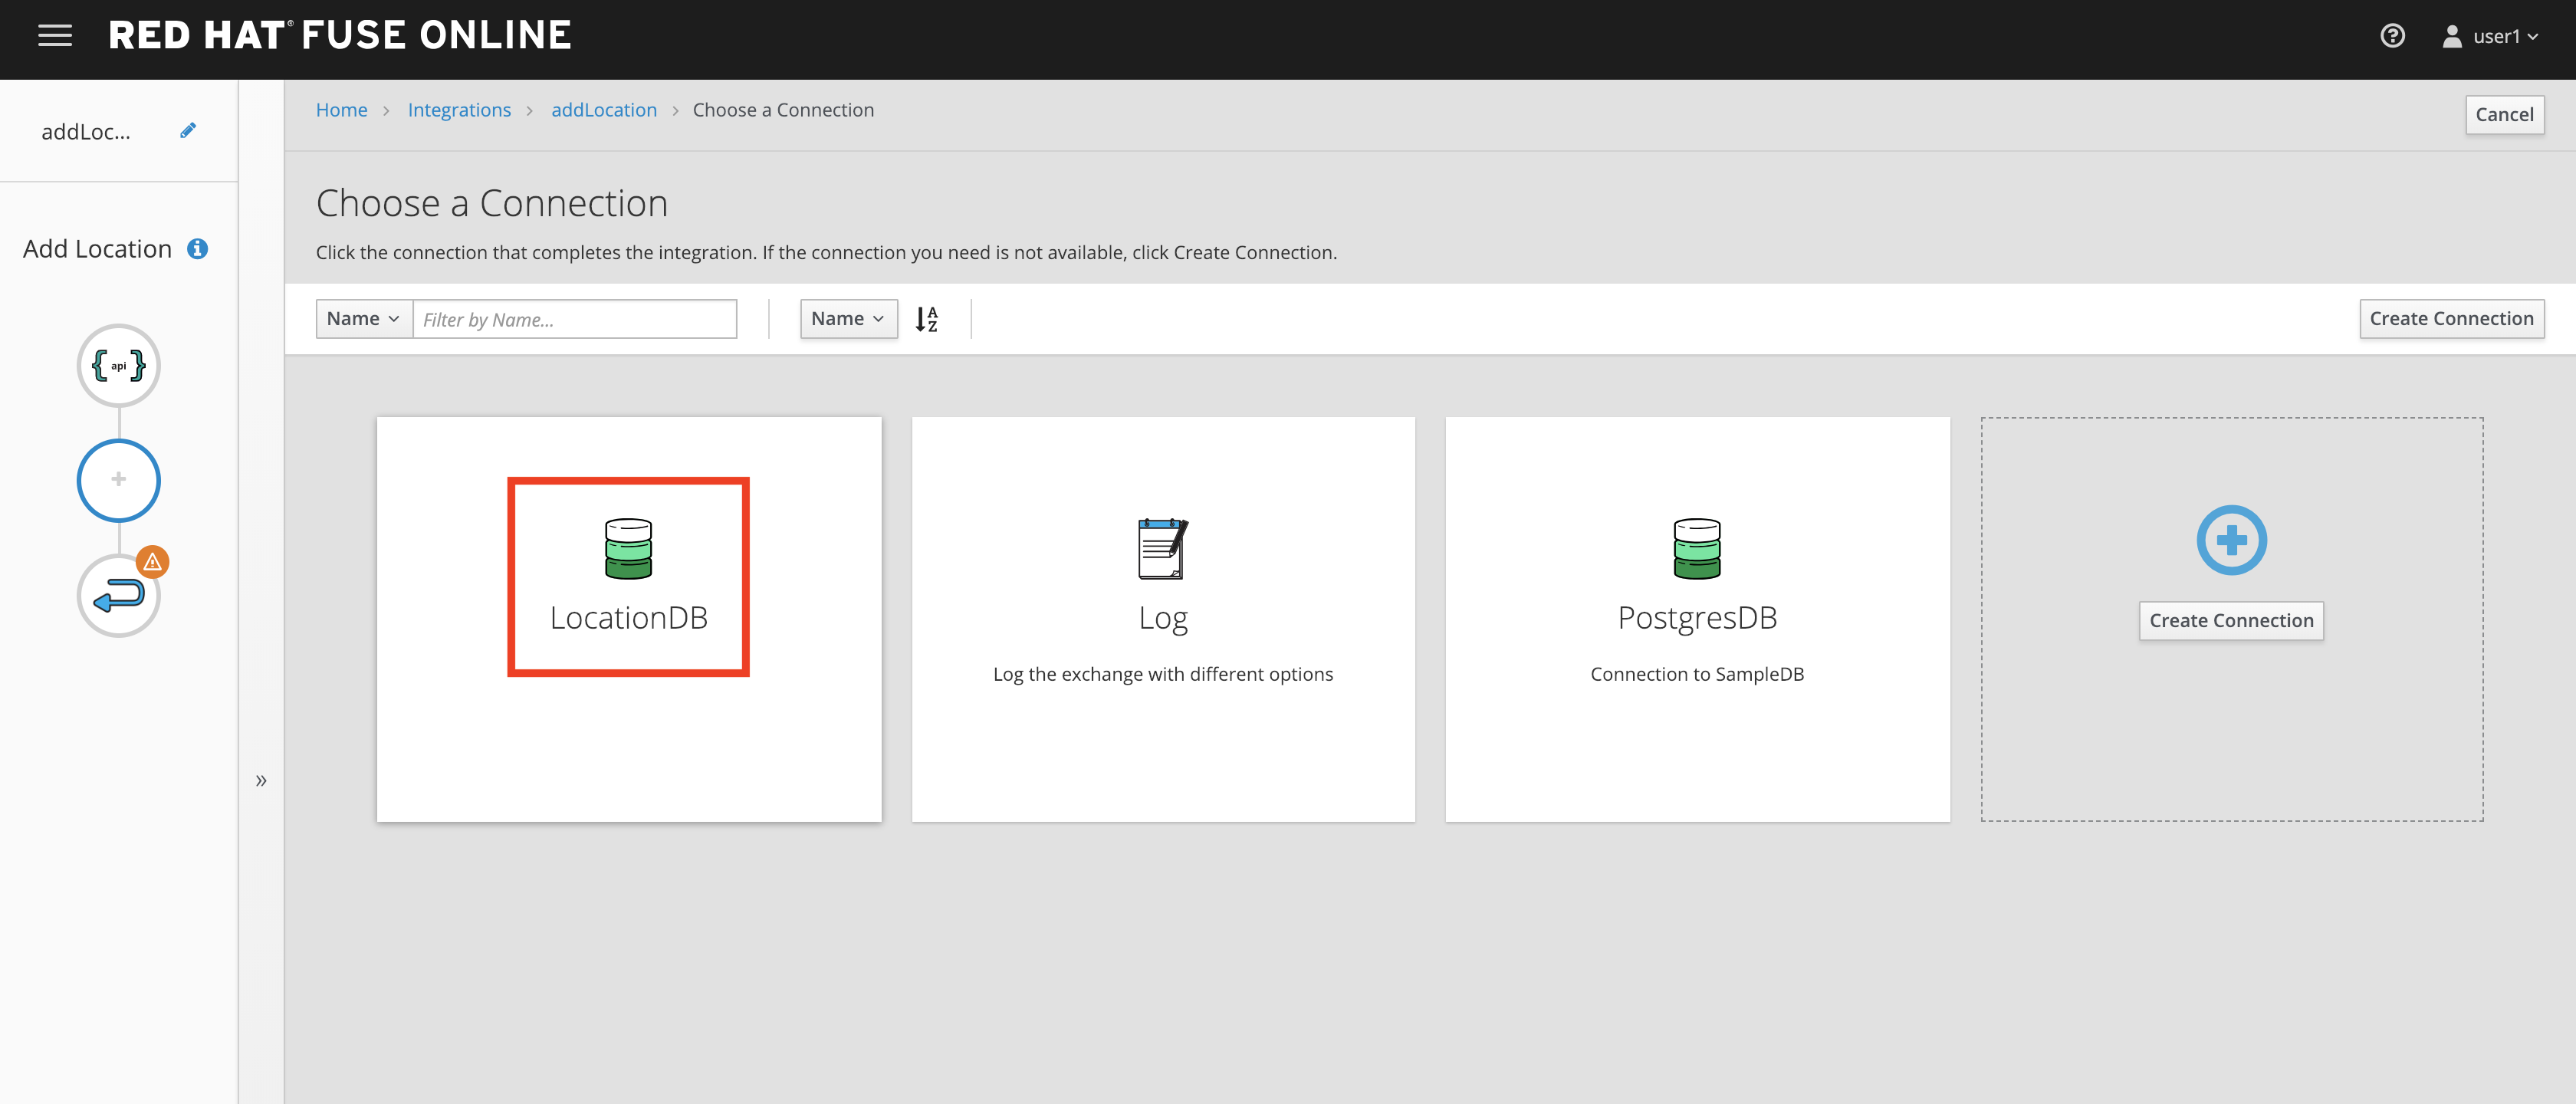 RED HAT® FUSE ONLINE
user1
addLoc...
Home > Integrations > addLocation > Choose a Connection
Cancel
Choose a Connection
Add Location
Click the connection that completes the integration. If the connection you need is not available, click Create Connection.
Name
Filter by Name...
Name
A
Z
Create Connection
api
LocationDB
Log
Log the exchange with different options
PostgresDB
Connection to SampleDB
Create Connection
»